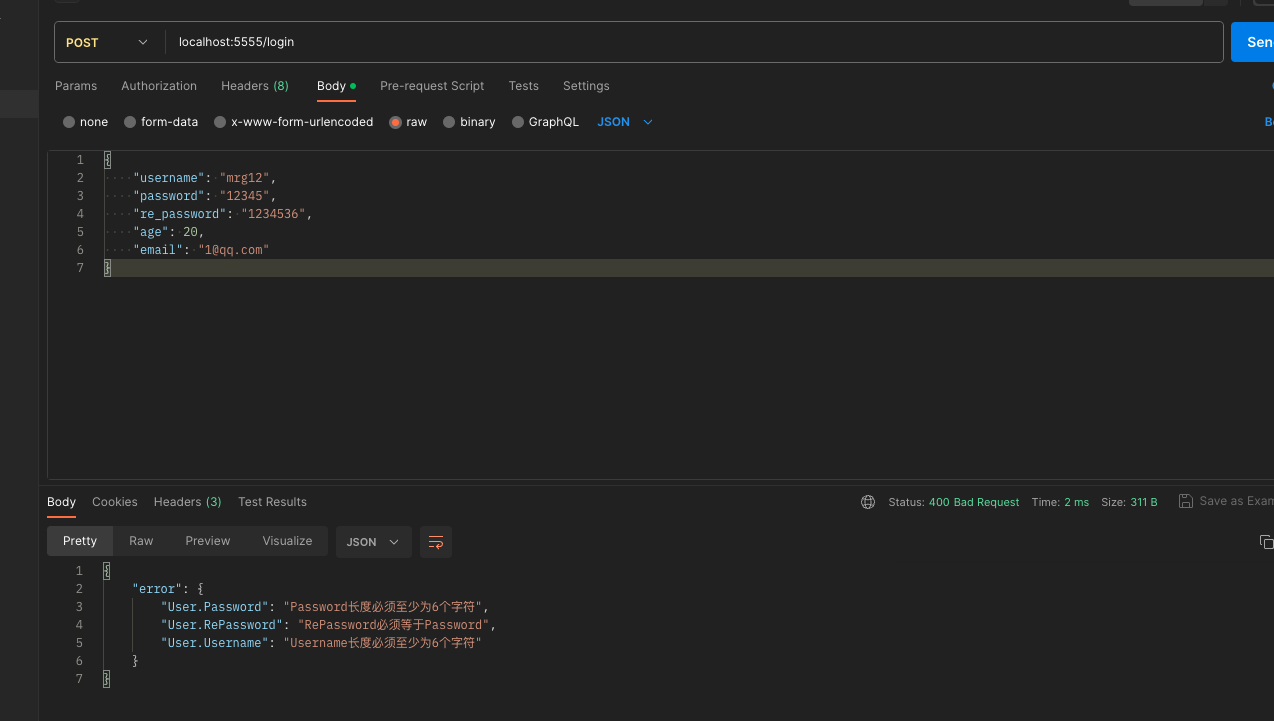 POST localhost:5555/login Sen
Params Authorization Headers (8) Body Pre-request Script Tests Settings
none form-data x-www-form-urlencoded raw binary GraphQL JSON
1 {
2 "username": "mrg12",
3 "password": "12345",
4 "re_password": "1234536",
5 "age": 20,
6 "email": "1@qq.com"
7 }
Body Cookies Headers (3) Test Results Status: 400 Bad Request Time: 2 ms Size: 311 B Save as Exam
Pretty Raw Preview Visualize JSON
1 {
2 "error": {
3 "User.Password": "Password长度必须至少为6个字符",
4 "User.RePassword": "RePassword必须等于Password",
5 "User.Username": "Username长度必须至少为6个字符"
6 }
7 }